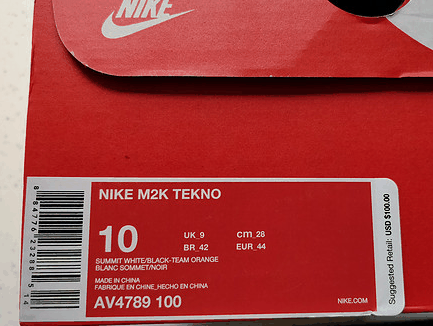 NIKE
NIKE M2K TEKNO
10
UK_9
cm_28
BR_42
EUR_44
SUMMIT WHITE/BLACK-TEAM ORANGE
BLANC SOMMET/NOIR
MADE IN CHINA
FABRIQUE EN CHINE_HECHO EN CHINA
AV4789 100
NIKE.COM
Suggested Retail: USD $100.00